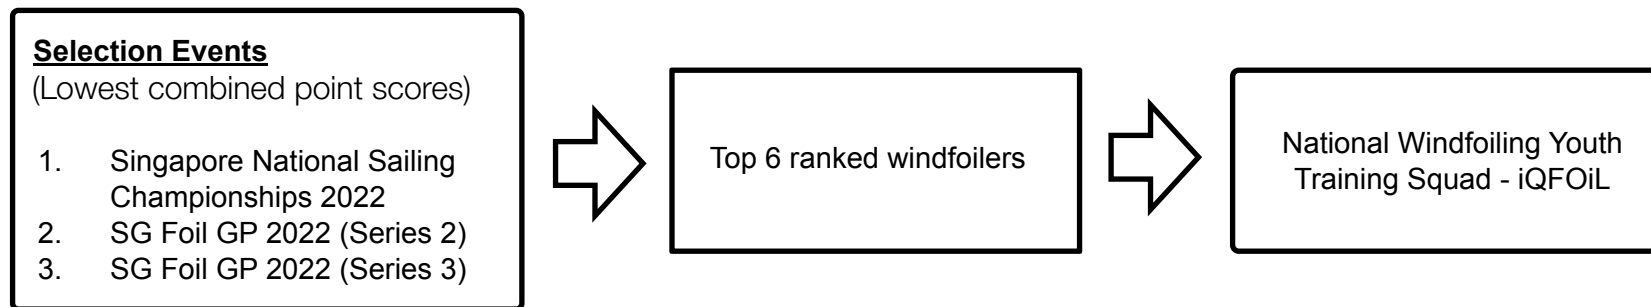 Selection Events
(Lowest combined point scores)
1. Singapore National Sailing
Championships 2022
2. SG Foil GP 2022 (Series 2)
3. SG Foil GP 2022 (Series 3)
Top 6 ranked windfoilers
National Windfoiling Youth
Training Squad - iQFOiL